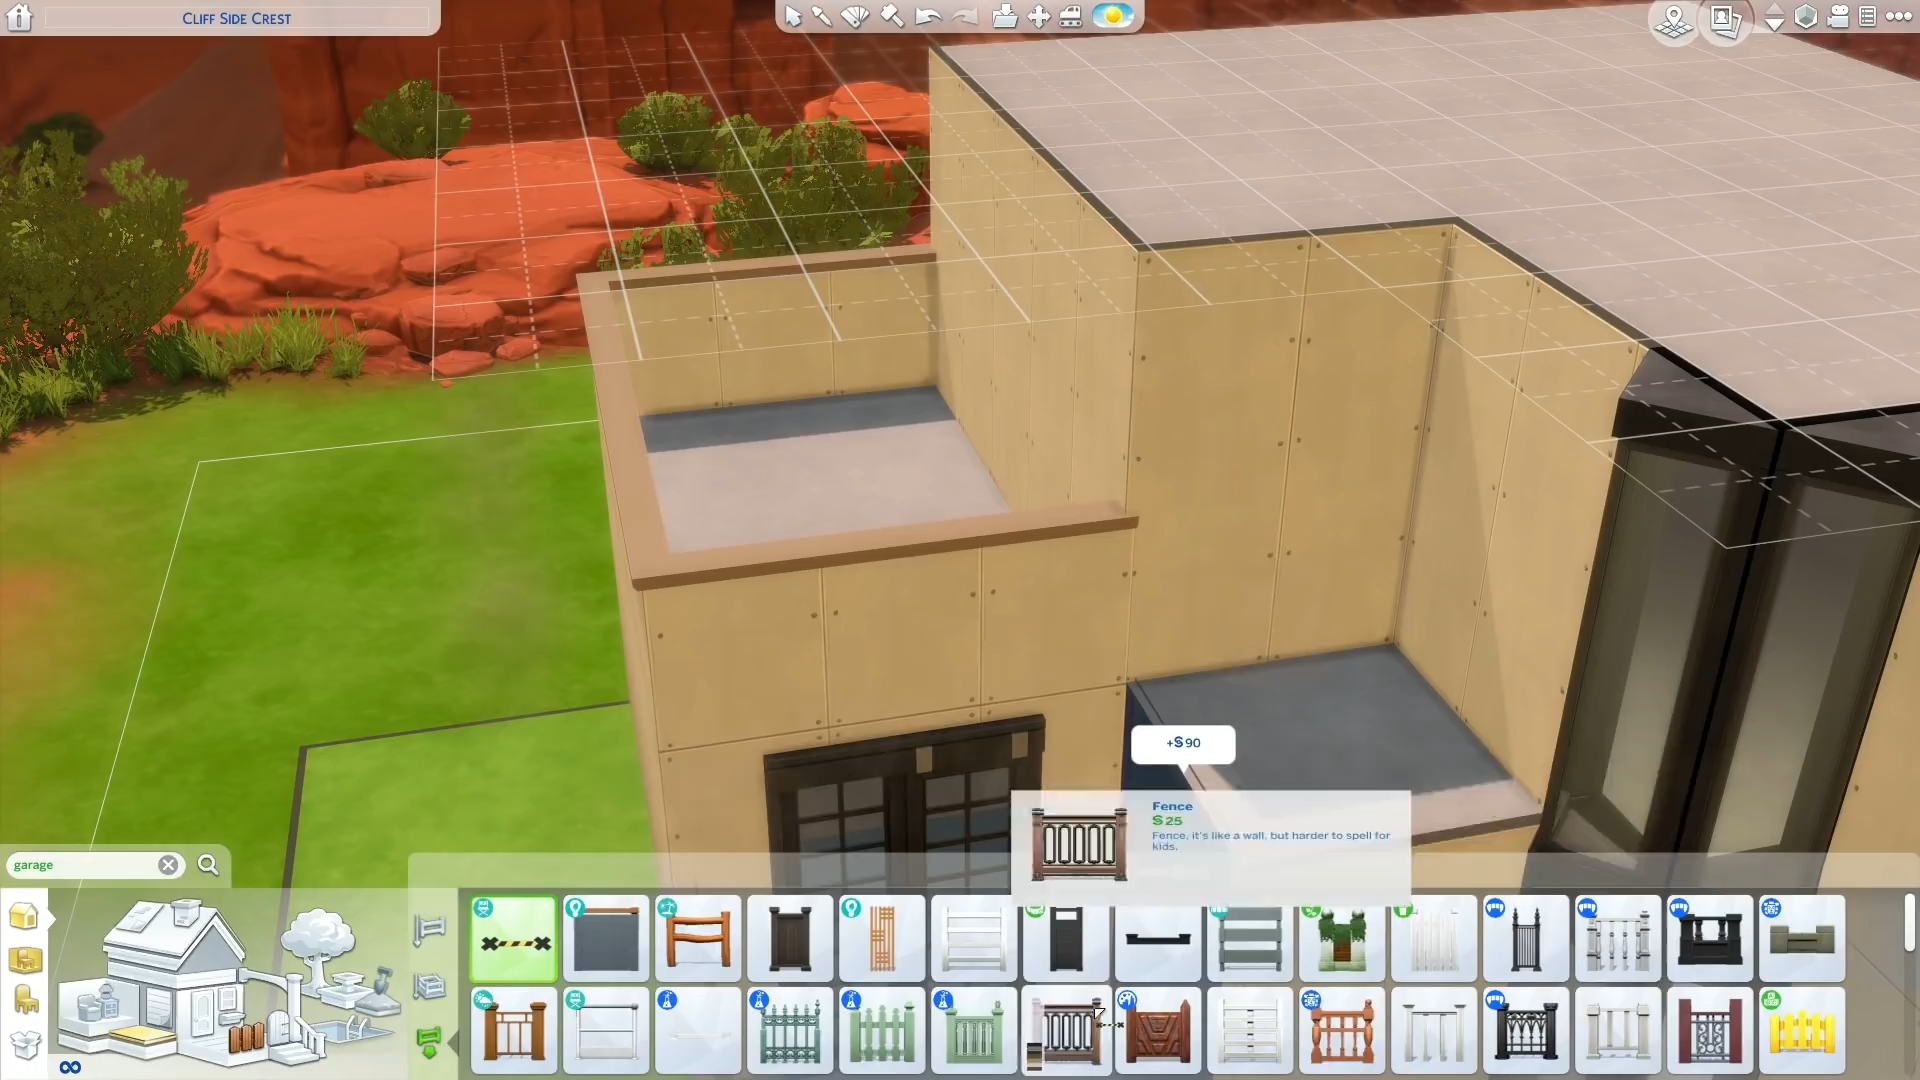 CLIFF SIDE CREST
+§90
Fence
§25
Fence, it's like a wall, but harder to spell for
kids.
garage